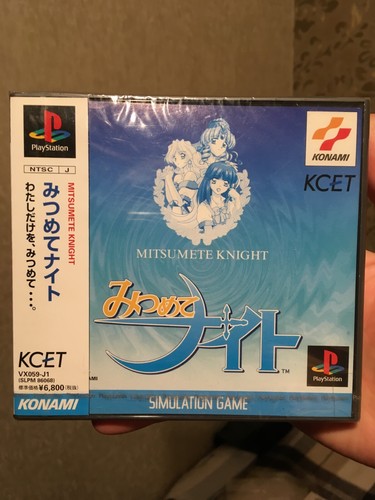 PlayStation
NTSC J
MITSUMETE KNIGHT
みつめてナイト
わたしだけを、みつめて・・・。
KCET
VX059-J1
(SLPM 86068)
標準価格¥6,800(税抜)
KONAMI
KONAMI
KCET
MITSUMETE KNIGHT
みつめて
ナイト
TM
PlayStation
SIMULATION GAME